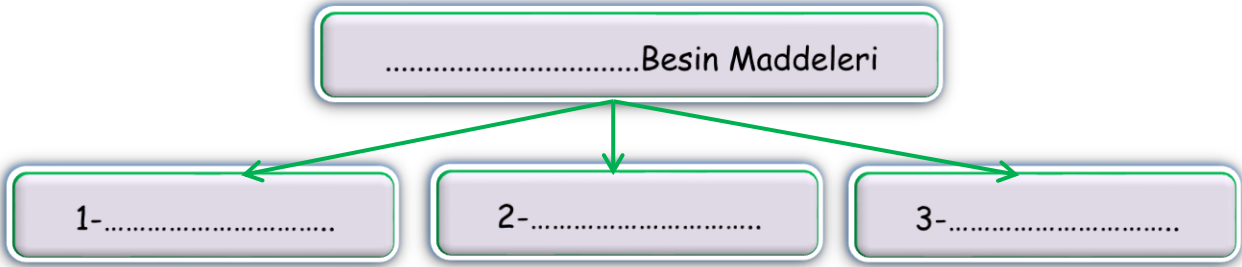 ................................Besin Maddeleri
1-…………………………..
2-…………………………..
3-…………………………..